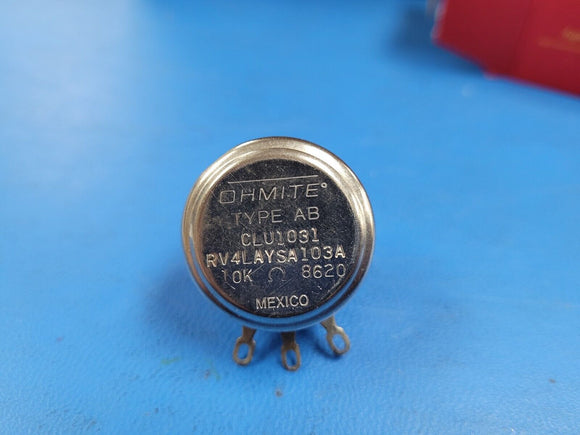 OHMITE®
TYPE AB
CLU1031
RV4LAYSA103A
10K Ω 8620
MEXICO